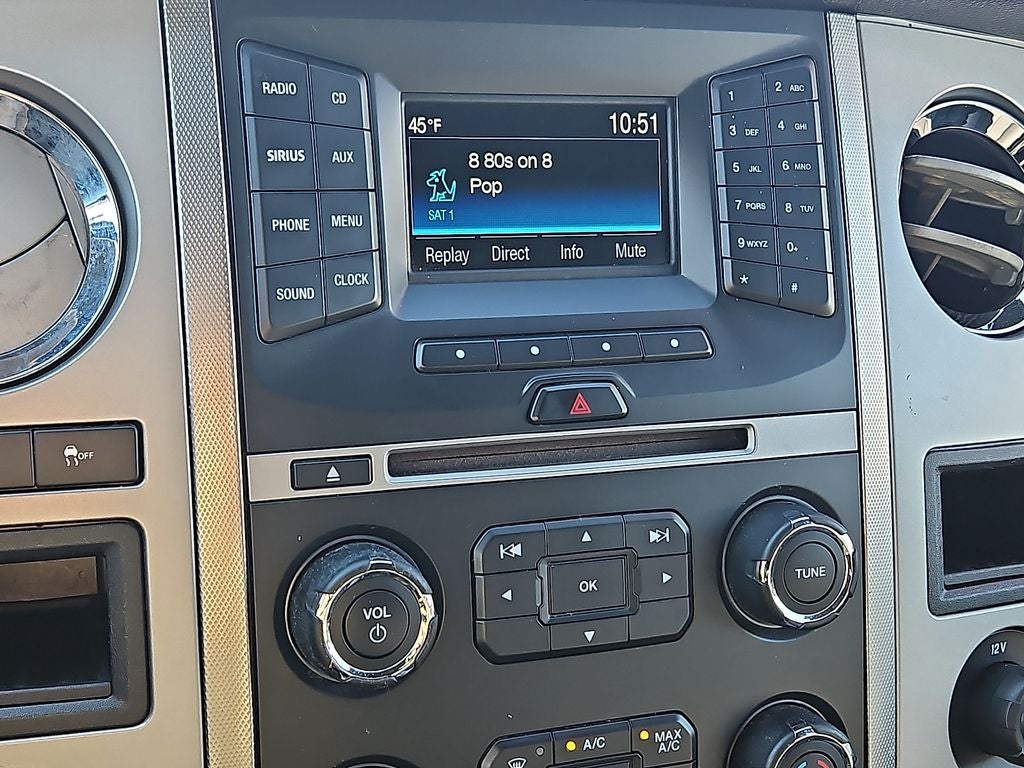 RADIO CD
SIRIUS AUX
PHONE MENU
SOUND CLOCK
45°F 10:51
8 80s on 8
Pop
SAT 1
Replay Direct Info Mute
1 2 ABC
3 DEF 4 GHI
5 JKL 6 MNO
7 PQRS 8 TUV
9 WXYZ 0+
* #
OFF
OK
VOL
TUNE
12V
A/C
MAX
A/C